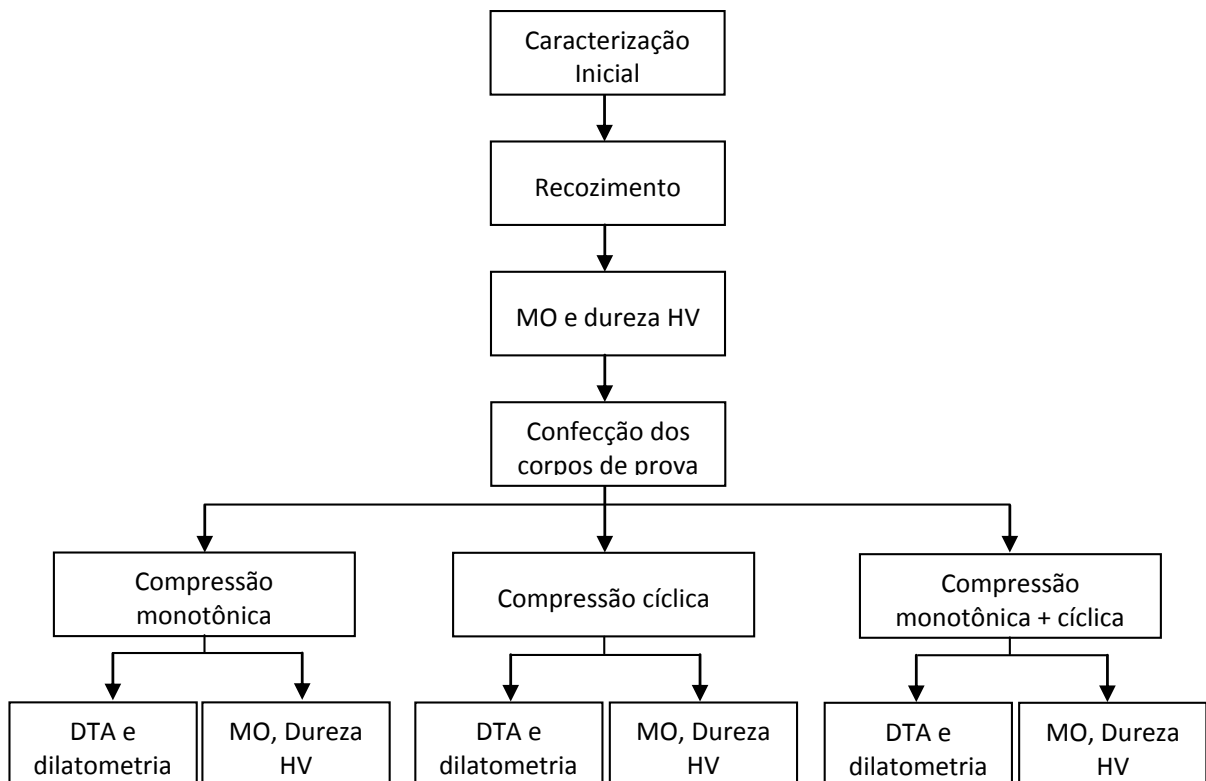 Caracterização
Inicial
Recozimento
MO e dureza HV
Confecção dos
corpos de prova
Compressão
monotônica
Compressão cíclica
Compressão
monotônica + cíclica
DTA e
dilatometria
MO, Dureza
HV
DTA e
dilatometria
MO, Dureza
HV
DTA e
dilatometria
MO, Dureza
HV